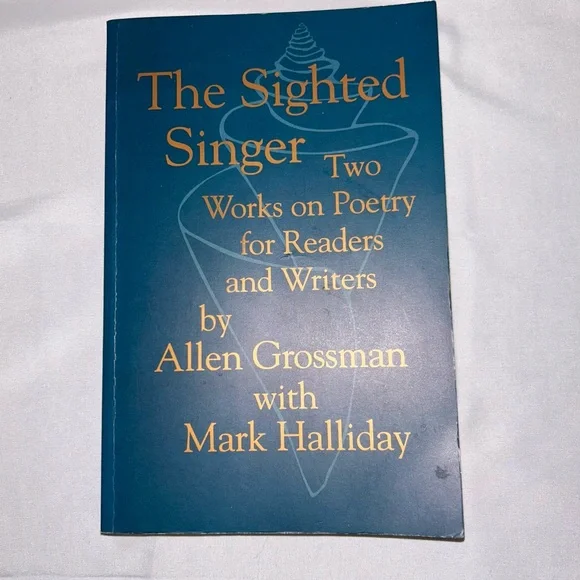 The Sighted
Singer
Two
Works on Poetry
for Readers
and Writers
by
Allen Grossman
with
Mark Halliday